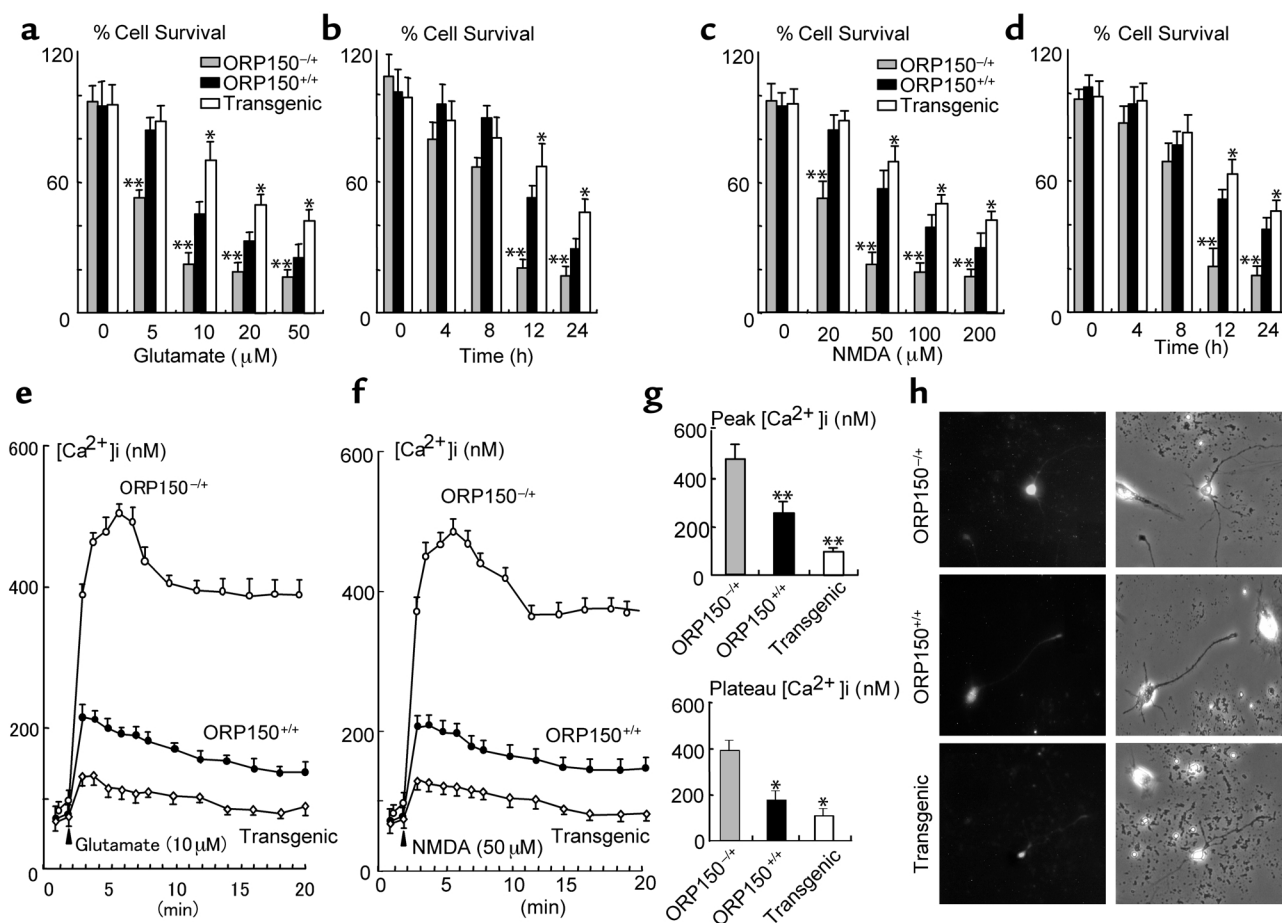 a
% Cell Survival
120
60
0
ORP150⁻/⁺
ORP150⁺/⁺
Transgenic
** ** ** **
* * *
0 5 10 20 50
Glutamate (μM)
b
% Cell Survival
120
60
0
** **
* *
0 4 8 12 24
Time (h)
c
% Cell Survival
120
60
0
ORP150⁻/⁺
ORP150⁺/⁺
Transgenic
** ** ** **
* * *
0 20 50 100 200
NMDA (μM)
d
% Cell Survival
120
60
0
** **
* *
0 4 8 12 24
Time (h)
e
[Ca²⁺]i (nM)
600
400
200
0
ORP150⁻/⁺
ORP150⁺/⁺
Transgenic
Glutamate (10 μM)
0 5 10 15 20
(min)
f
[Ca²⁺]i (nM)
600
400
200
0
ORP150⁻/⁺
ORP150⁺/⁺
Transgenic
NMDA (50 μM)
0 5 10 15 20
(min)
g
Peak [Ca²⁺]i (nM)
600
400
200
0
** **
ORP150⁻/⁺
ORP150⁺/⁺
Transgenic
Plateau [Ca²⁺]i (nM)
600
400
200
0
* *
ORP150⁻/⁺
ORP150⁺/⁺
Transgenic
h
ORP150⁻/⁺
ORP150⁺/⁺
Transgenic